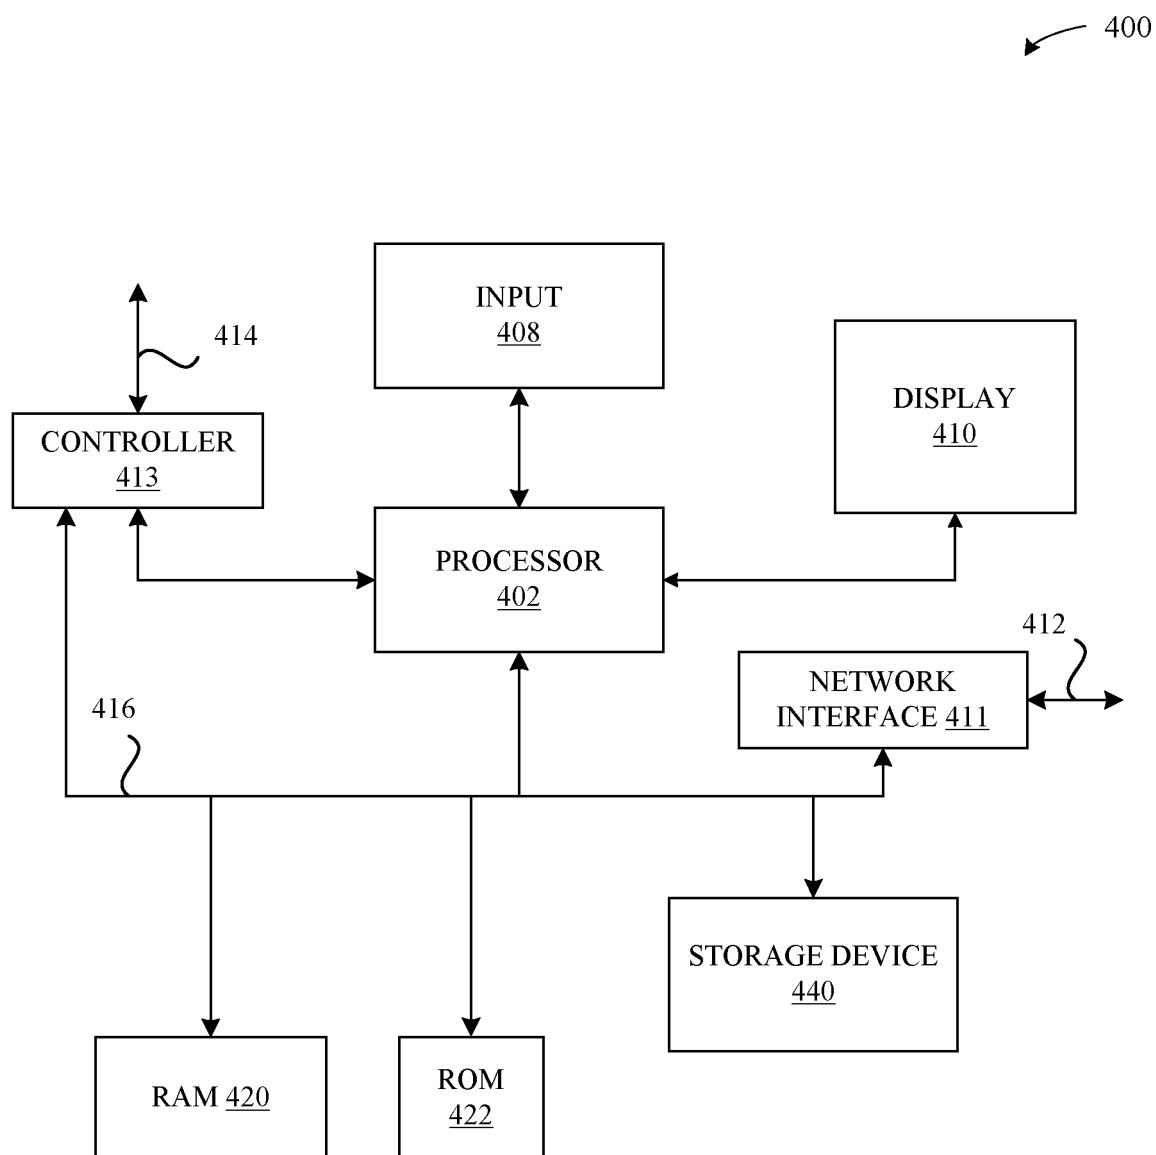 400
INPUT
408
414
DISPLAY
410
CONTROLLER
413
PROCESSOR
402
412
NETWORK
INTERFACE 411
416
STORAGE DEVICE
440
RAM 420
ROM
422